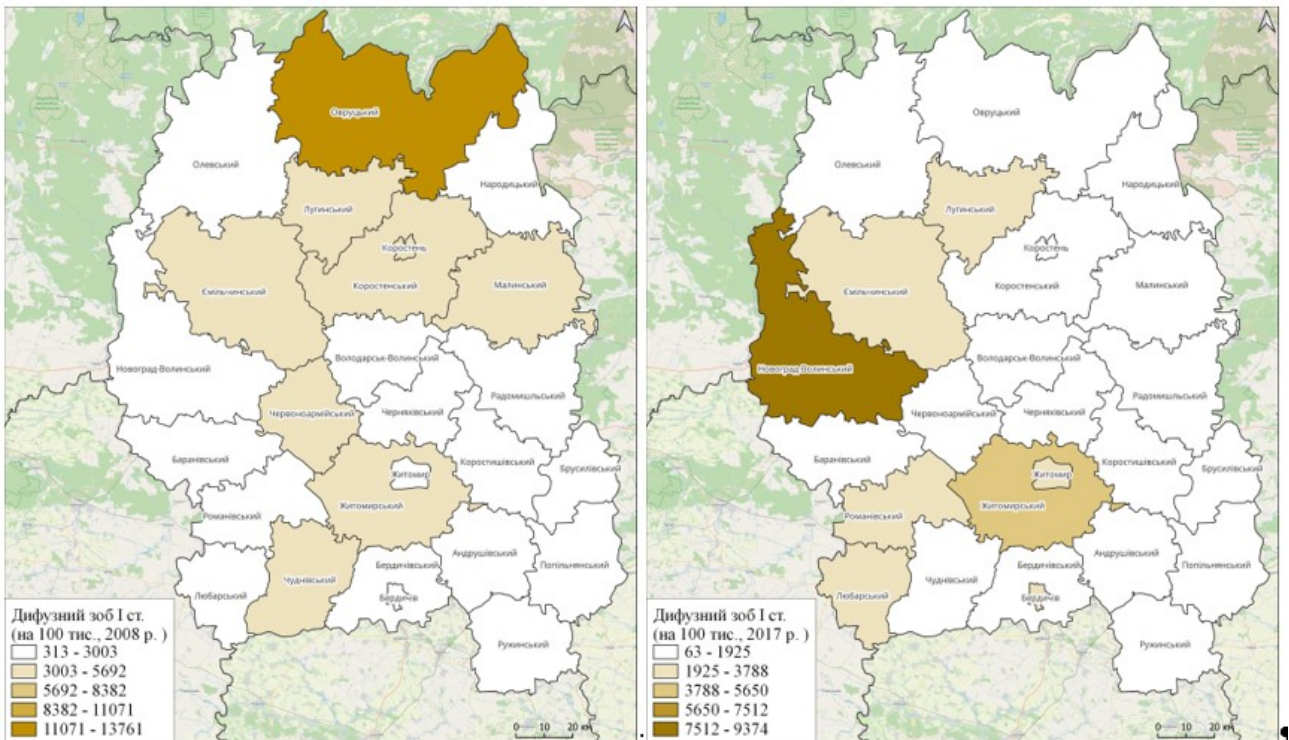 Овруцький
Олевський
Народицький
Лугинський
Коростень
Ємільчинський
Коростенський
Малинський
Володарськ-Волинський
Новоград-Волинський
Радомишльський
Червоноармійський
Черняхівський
Баранівський
Житомир
Коростишівський
Брусилівський
Романівський
Житомирський
Андрушівський
Бердичівський
Попільнянський
Чуднівський
Любарський
Бердичів
Ружинський
Дифузний зоб І ст.
(на 100 тис., 2008 р. )
313 - 3003
3003 - 5692
5692 - 8382
8382 - 11071
11071 - 13761
0 10 20 км
Овруцький
Олевський
Народицький
Лугинський
Коростень
Ємільчинський
Коростенський
Малинський
Володарськ-Волинський
Новоград-Волинський
Радомишльський
Червоноармійський
Черняхівський
Баранівський
Житомир
Коростишівський
Брусилівський
Романівський
Житомирський
Андрушівський
Бердичівський
Попільнянський
Чуднівський
Любарський
Бердичів
Ружинський
Дифузний зоб І ст.
(на 100 тис., 2017 р. )
63 - 1925
1925 - 3788
3788 - 5650
5650 - 7512
7512 - 9374
0 10 20 км